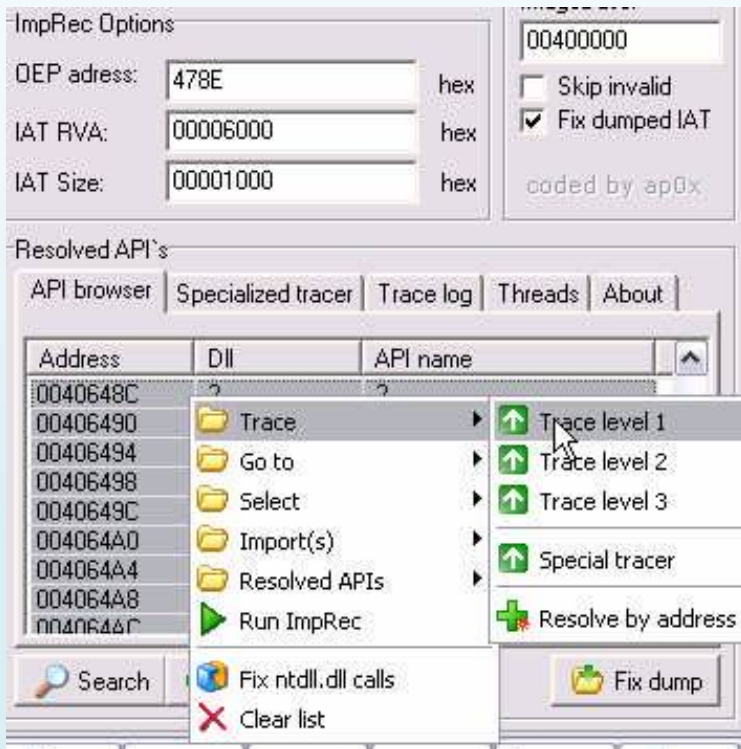 ImpRec Options
OEP adress: 478E hex
IAT RVA: 00006000 hex
IAT Size: 00001000 hex
00400000
Skip invalid
Fix dumped IAT
coded by ap0x
Resolved API`s
API browser Specialized tracer Trace log Threads About
Address Dll API name
0040648C ? ?
00406490
00406494
00406498
0040649C
004064A0
004064A4
004064A8
004064AC
Trace
Go to
Select
Import(s)
Resolved APIs
Run ImpRec
Fix ntdll.dll calls
Clear list
Trace level 1
Trace level 2
Trace level 3
Special tracer
Resolve by address
Search
Fix dump